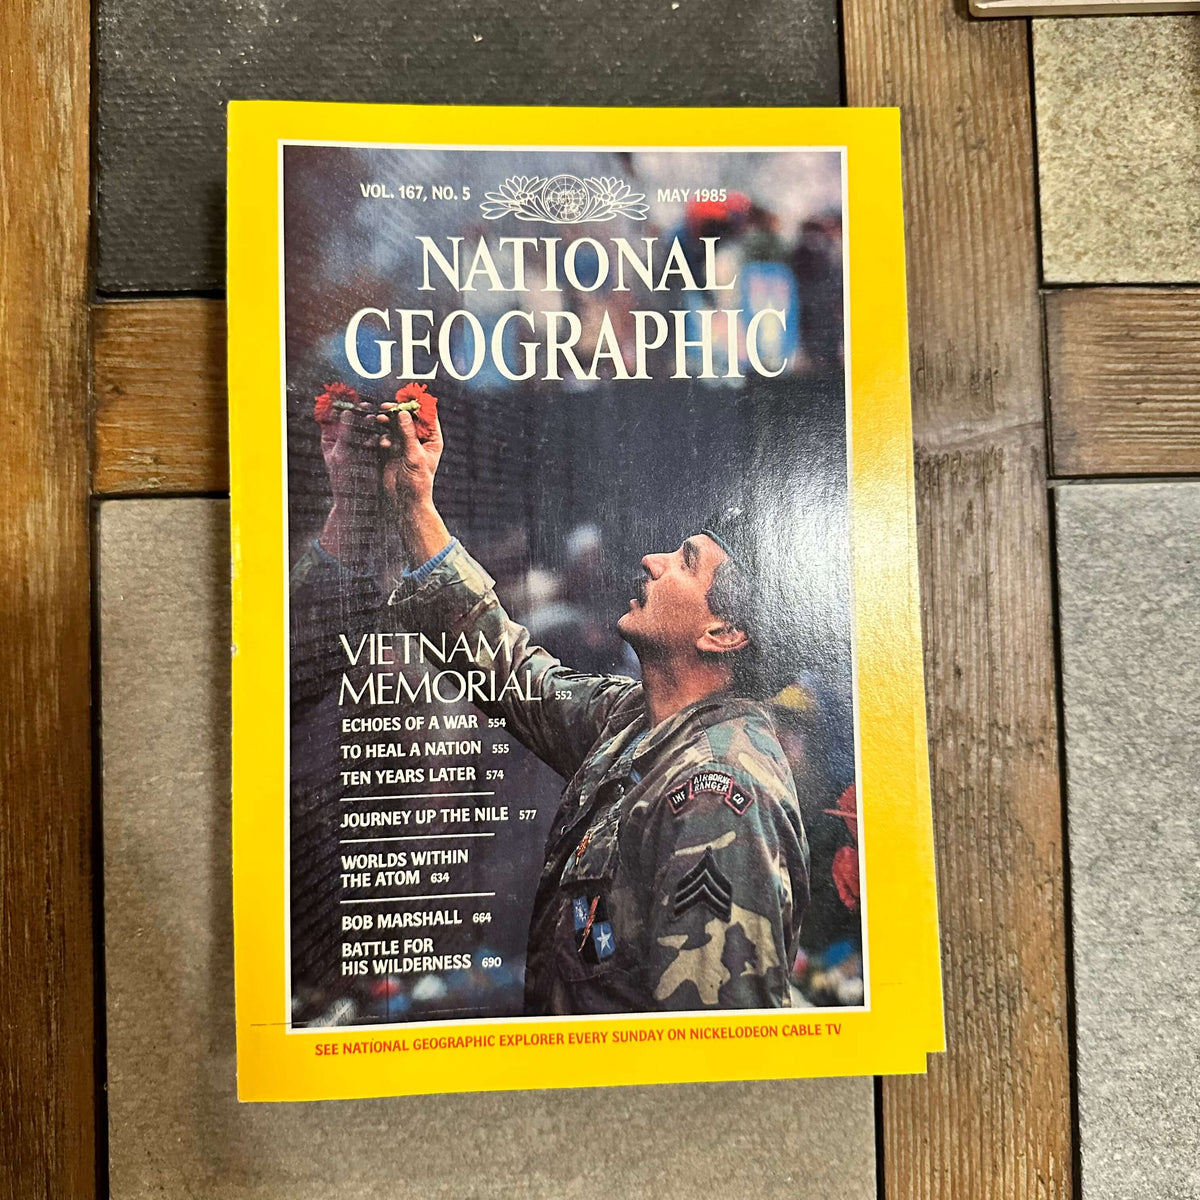 VOL. 167, NO. 5
MAY 1985
NATIONAL
GEOGRAPHIC
VIETNAM
MEMORIAL 552
ECHOES OF A WAR 554
TO HEAL A NATION 555
TEN YEARS LATER 574
JOURNEY UP THE NILE 577
WORLDS WITHIN
THE ATOM 634
BOB MARSHALL 664
BATTLE FOR
HIS WILDERNESS 690
AIRBORNE
INF RANGER CO
SEE NATIONAL GEOGRAPHIC EXPLORER EVERY SUNDAY ON NICKELODEON CABLE TV